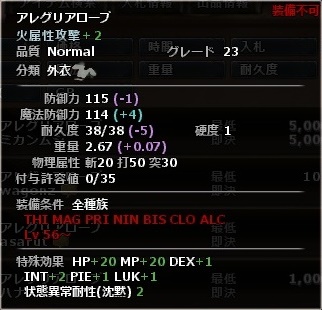 装備不可
アレグリアローブ
火属性攻撃+2
品質 Normal グレード 23
分類 外衣
防御力 115 (-1)
魔法防御力 114 (+4)
耐久度 38/38 (-5) 硬度 1
重量 2.67 (+0.07)
物理属性 斬20 打50 突30
付与許容値 0/35
装備条件 全種族
THI MAG PRI NIN BIS CLO ALC
Lv 56~
特殊効果 HP+20 MP+20 DEX+1
INT+2 PIE+1 LUK+1
状態異常耐性(沈黙) 2